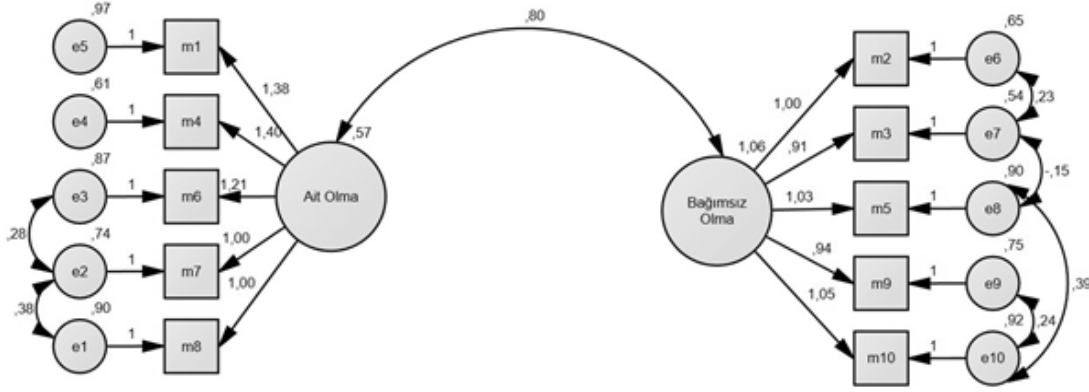 ,80
,97
e5
1
m1
1,38
,61
e4
1
m4
1,40
,57
,87
e3
1
m6
1,21
Ait Olma
,28
,74
e2
1
m7
1,00
,38
,90
e1
1
m8
1,00
,65
m2
1
e6
1,00
,54
,23
1,06
,91
m3
1
e7
,90
-,15
Bağımsız
Olma
1,03
m5
1
e8
,75
,39
,94
m9
1
e9
,92
,24
1,05
m10
1
e10